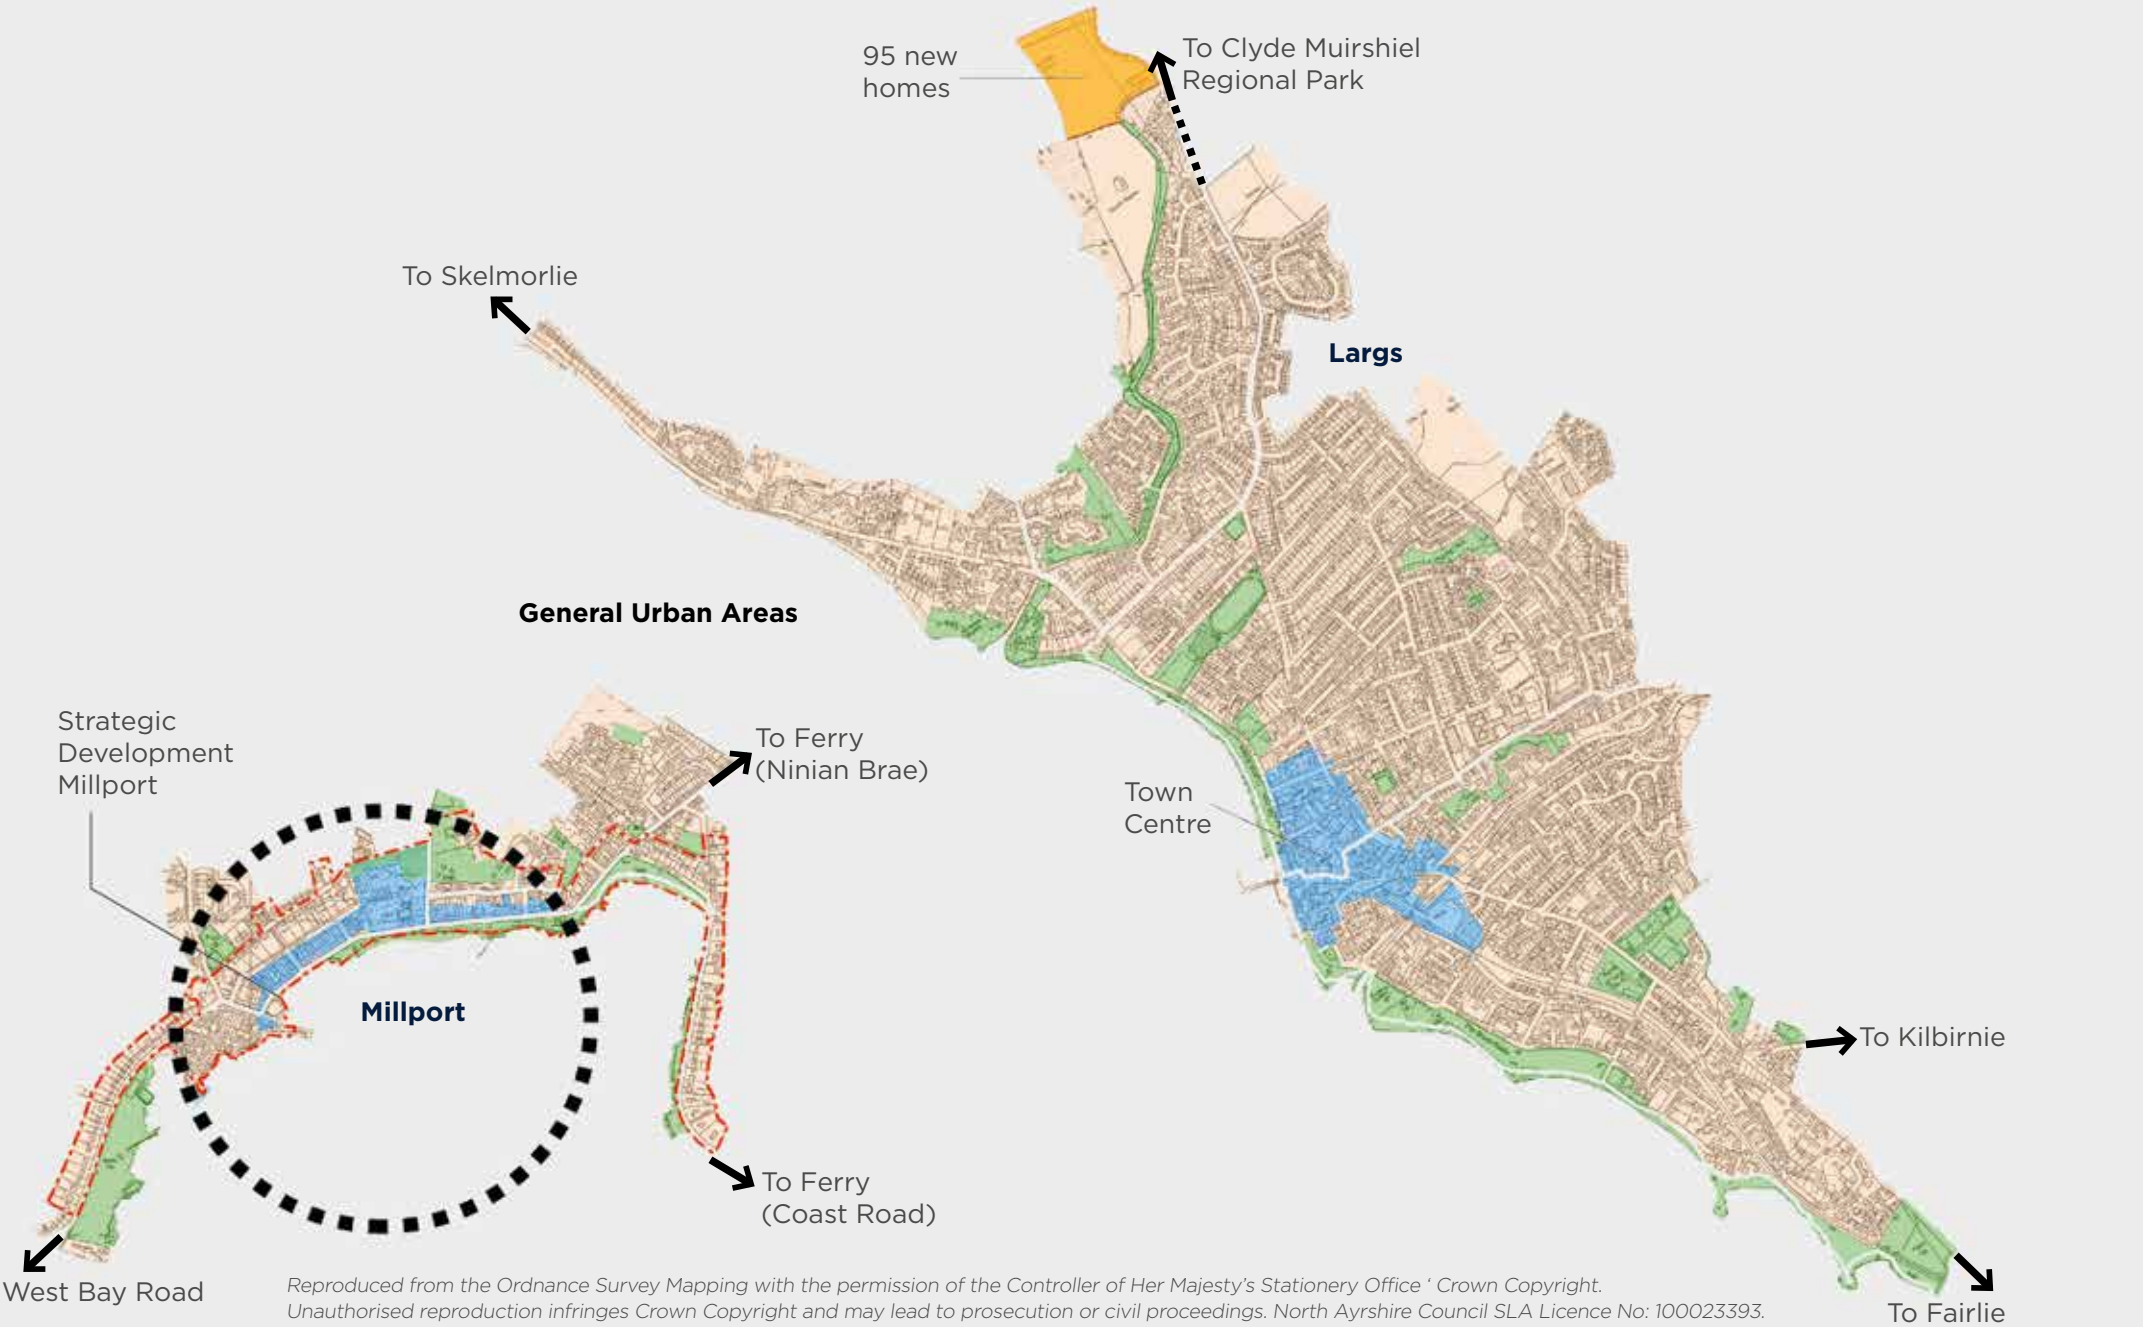 95 new
homes
To Clyde Muirshiel
Regional Park
To Skelmorlie
Largs
General Urban Areas
Strategic
Development
Millport
To Ferry
(Ninian Brae)
Town
Centre
Millport
To Kilbirnie
To Ferry
(Coast Road)
West Bay Road
Reproduced from the Ordnance Survey Mapping with the permission of the Controller of Her Majesty’s Stationery Office ‘ Crown Copyright.
Unauthorised reproduction infringes Crown Copyright and may lead to prosecution or civil proceedings. North Ayrshire Council SLA Licence No: 100023393.
To Fairlie